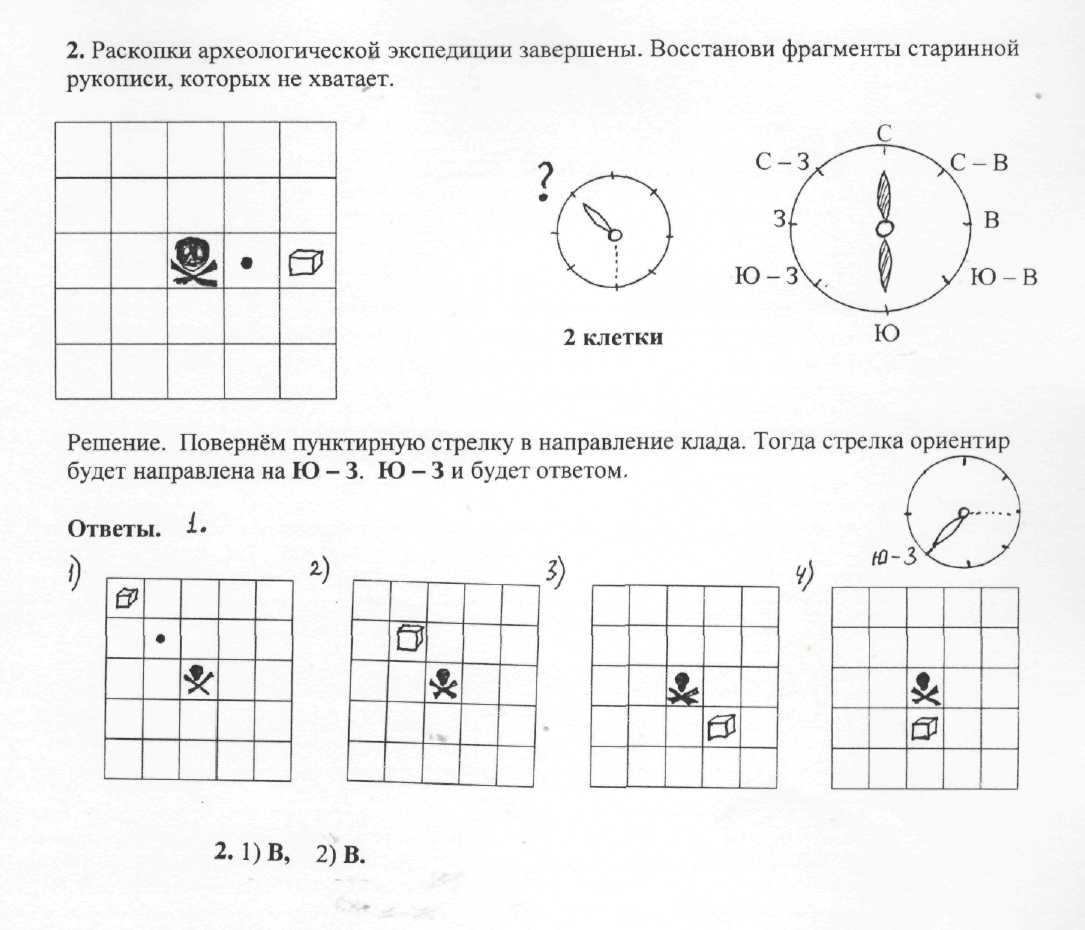 2. Раскопки археологической экспедиции завершены. Восстанови фрагменты старинной
рукописи, которых не хватает.
?
2 клетки
С
С – З
С – В
З
В
Ю – З
Ю – В
Ю
Решение. Повернём пунктирную стрелку в направление клада. Тогда стрелка ориентир
будет направлена на Ю – З. Ю – З и будет ответом.
Ю-З
Ответы. 1.
1)
2)
3)
4)
2. 1) В, 2) В.